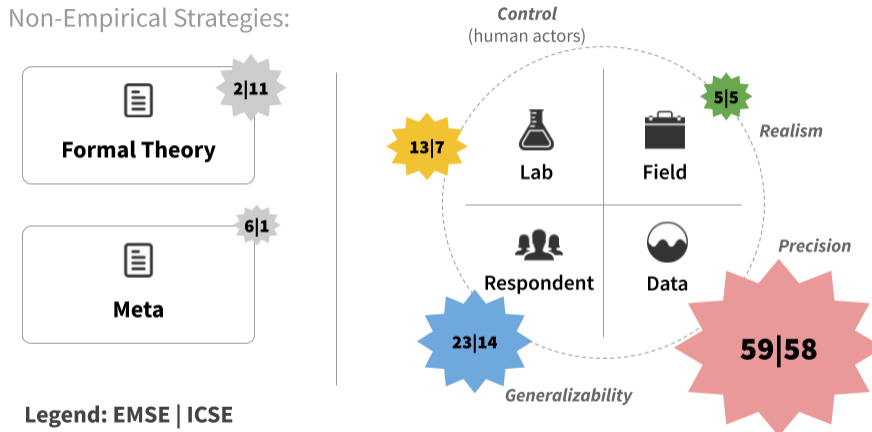 Non-Empirical Strategies:
2|11
Formal Theory
6|1
Meta
Legend: EMSE | ICSE
Control
(human actors)
5|5
Realism
13|7
Lab
Field
Precision
Respondent
Data
23|14
59|58
Generalizability